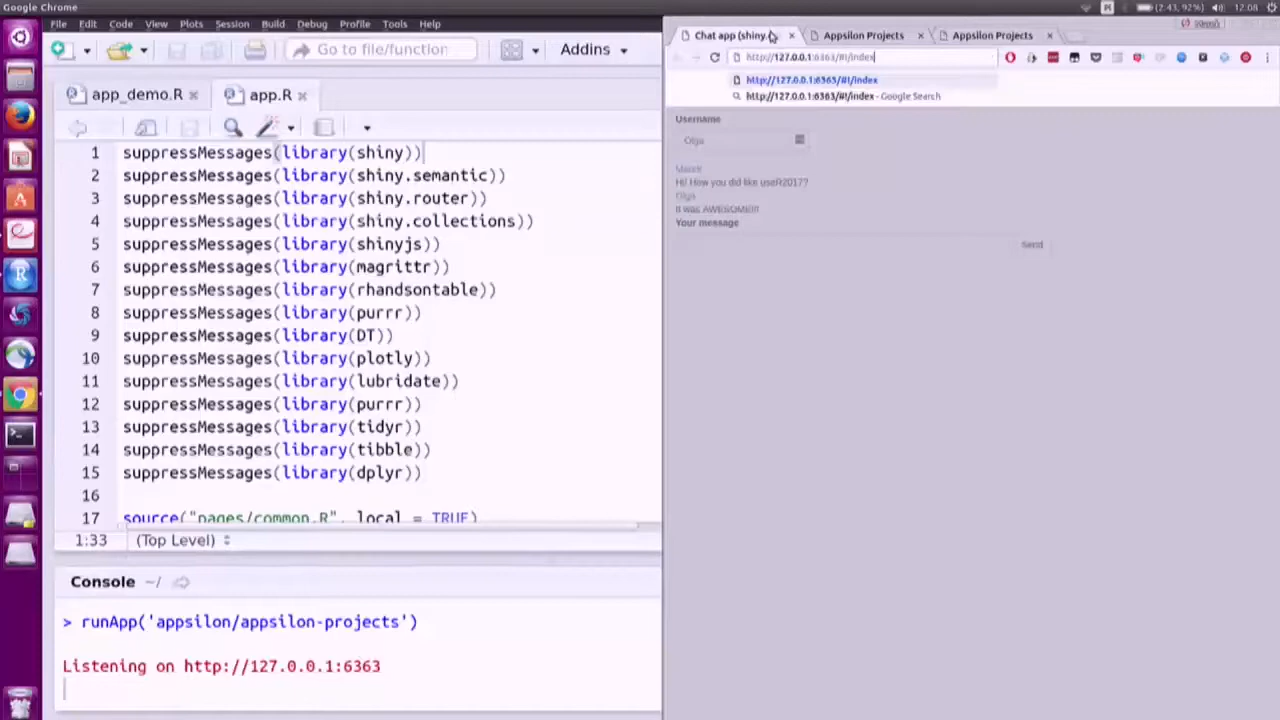 Google Chrome
(2:43, 92%) 12:08
File Edit Code View Plots Session Build Debug Profile Tools Help
Go to file/function
Addins
app_demo.R
app.R
1 suppressMessages(library(shiny))
2 suppressMessages(library(shiny.semantic))
3 suppressMessages(library(shiny.router))
4 suppressMessages(library(shiny.collections))
5 suppressMessages(library(shinyjs))
6 suppressMessages(library(magrittr))
7 suppressMessages(library(rhandsontable))
8 suppressMessages(library(purrr))
9 suppressMessages(library(DT))
10 suppressMessages(library(plotly))
11 suppressMessages(library(lubridate))
12 suppressMessages(library(purrr))
13 suppressMessages(library(tidyr))
14 suppressMessages(library(tibble))
15 suppressMessages(library(dplyr))
16
17 source("pages/common.R", local = TRUE)
1:33 (Top Level)
Console ~/
> runApp('appsilon/appsilon-projects')
Listening on http://127.0.0.1:6363
Chat app (shiny.c
Appsilon Projects
Appsilon Projects
http://127.0.0.1:6363/#!/index
http://127.0.0.1:6363/#!/index
http://127.0.0.1:6363/#!/index - Google Search
Username
Olga
Marek
Hi! How you did like useR2017?
Olga
It was AWESOME!!!
Your message
Send